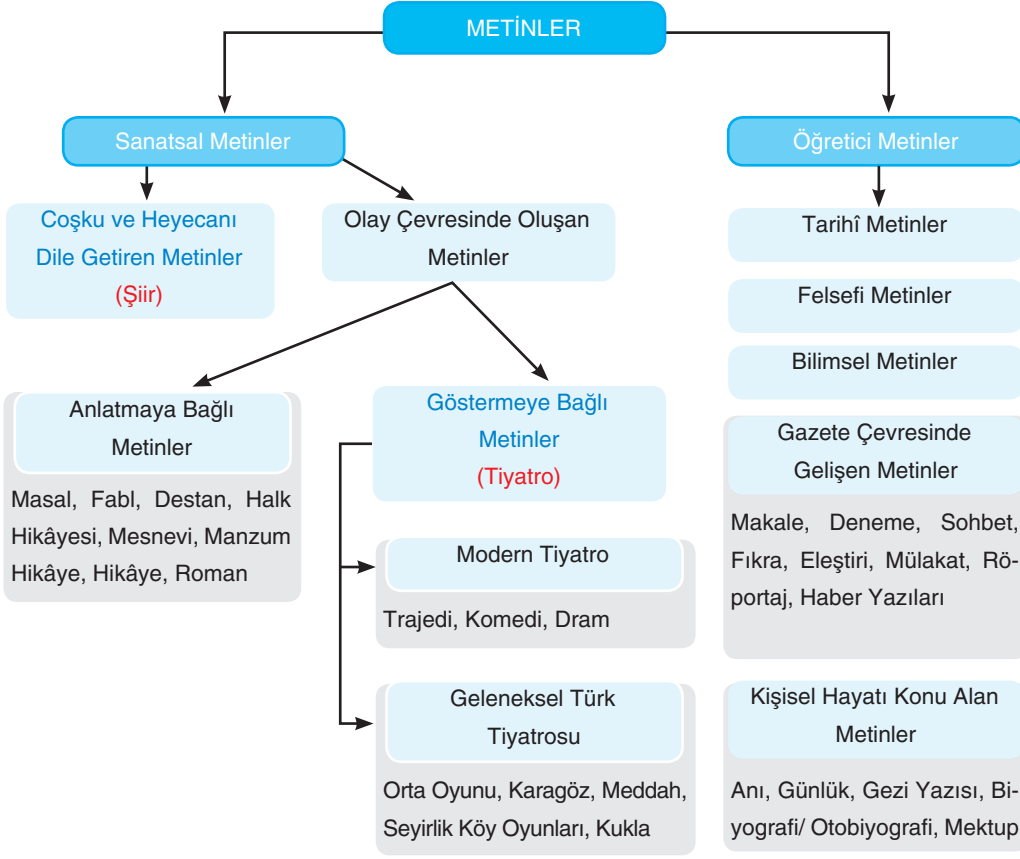 METİNLER
Sanatsal Metinler
Coşku ve Heyecanı
Dile Getiren Metinler
(Şiir)
Olay Çevresinde Oluşan
Metinler
Anlatmaya Bağlı
Metinler
Masal, Fabl, Destan, Halk
Hikâyesi, Mesnevi, Manzum
Hikâye, Hikâye, Roman
Göstermeye Bağlı
Metinler
(Tiyatro)
Modern Tiyatro
Trajedi, Komedi, Dram
Geleneksel Türk
Tiyatrosu
Orta Oyunu, Karagöz, Meddah,
Seyirlik Köy Oyunları, Kukla
Öğretici Metinler
Tarihî Metinler
Felsefi Metinler
Bilimsel Metinler
Gazete Çevresinde
Gelişen Metinler
Makale, Deneme, Sohbet,
Fıkra, Eleştiri, Mülakat, Rö-
portaj, Haber Yazıları
Kişisel Hayatı Konu Alan
Metinler
Anı, Günlük, Gezi Yazısı, Bi-
yografi/ Otobiyografi, Mektup